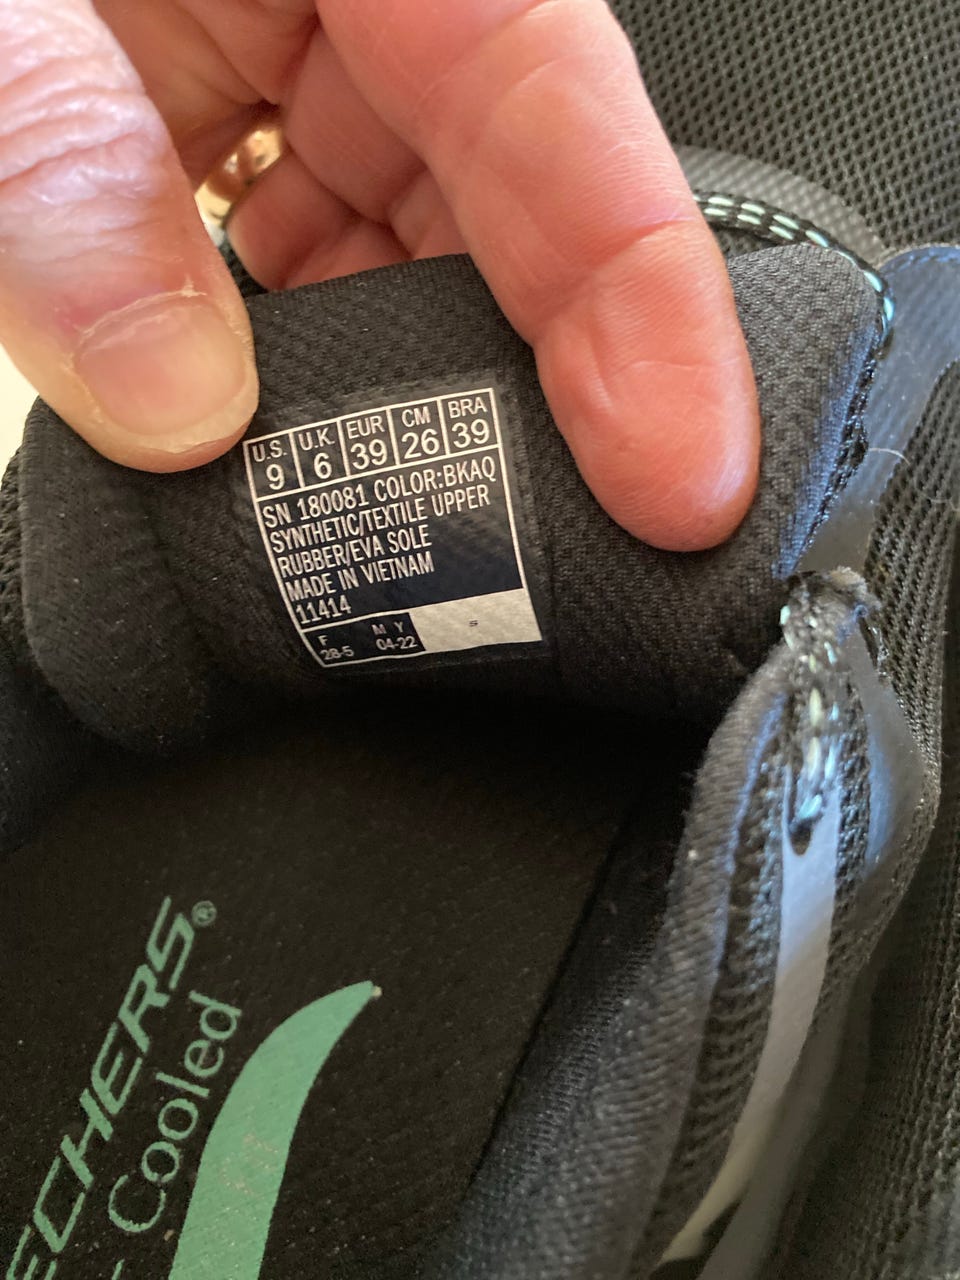 U.S. U.K. EUR CM BRA
9 6 39 26 39
SN 180081 COLOR:BKAQ
SYNTHETIC/TEXTILE UPPER
RUBBER/EVA SOLE
MADE IN VIETNAM
11414
F M Y
28-5 04-22
ECHERS®
Cooled